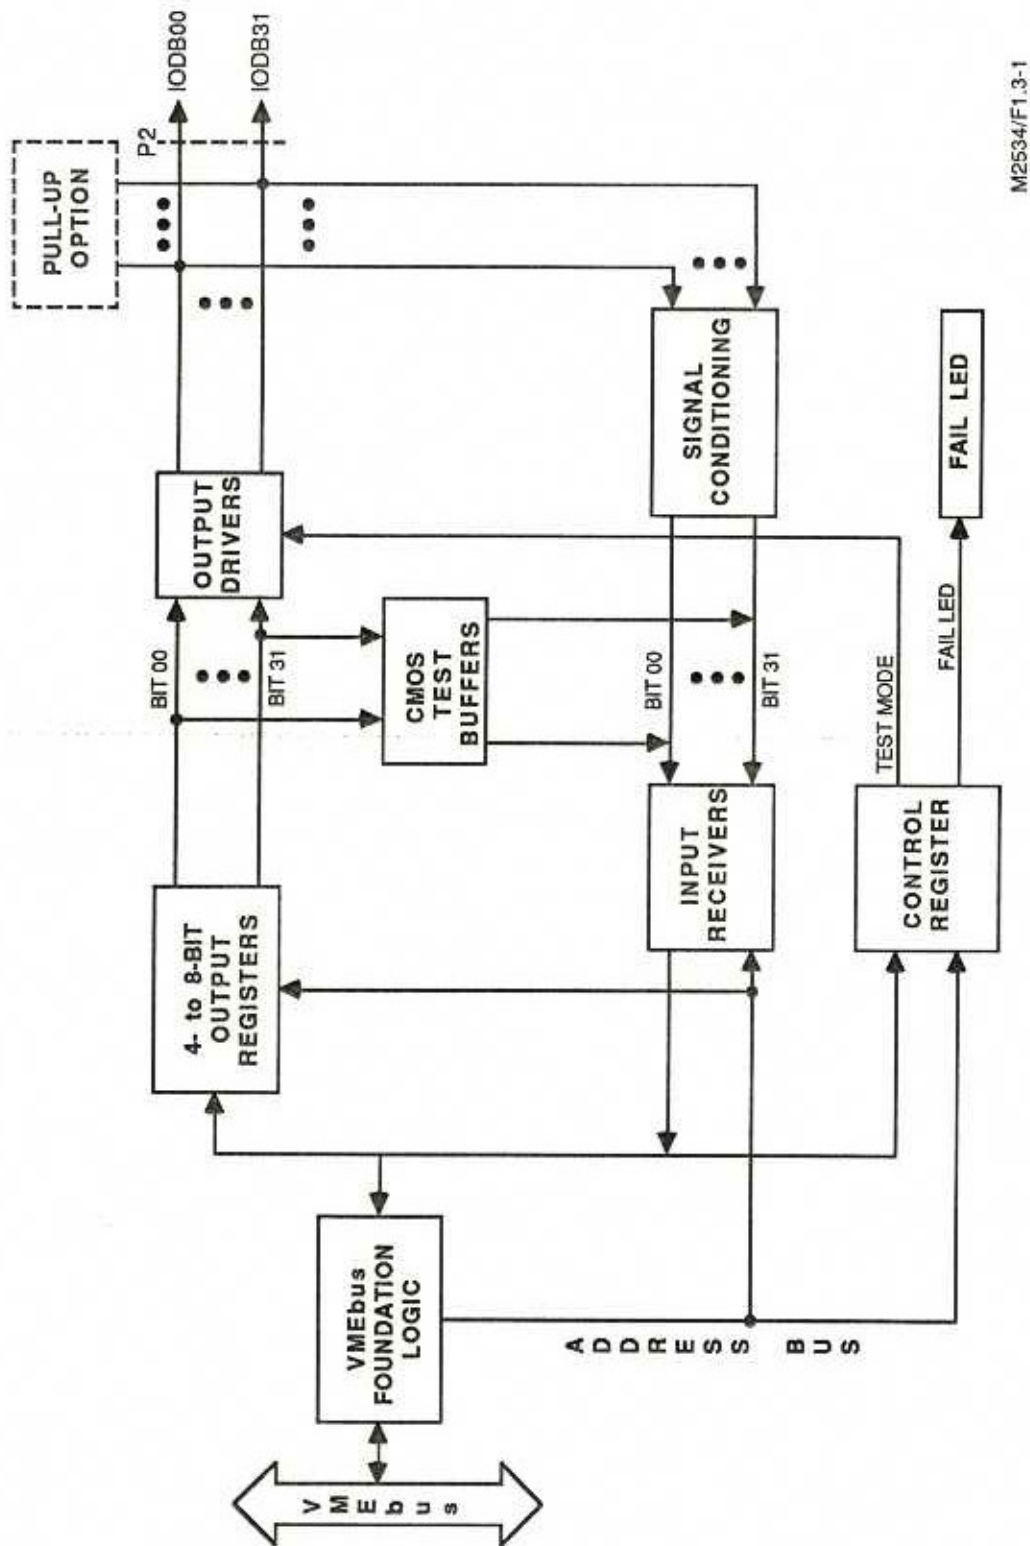 PULL-UP
OPTION
P2
IODB00
IODB31
4- to 8-BIT
OUTPUT
REGISTERS
BIT 00
BIT 31
OUTPUT
DRIVERS
CMOS
TEST
BUFFERS
VMEbus
VMEbus
FOUNDATION
LOGIC
ADDRESS BUS
INPUT
RECEIVERS
BIT 00
BIT 31
SIGNAL
CONDITIONING
CONTROL
REGISTER
TEST MODE
FAIL LED
FAIL LED
M2534/F1.3-1